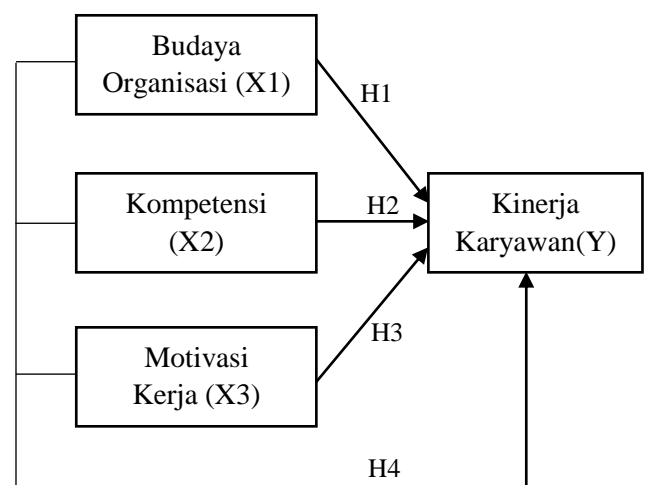 Budaya
Organisasi (X1)
H1
Kompetensi
(X2)
H2
Kinerja
Karyawan(Y)
H3
Motivasi
Kerja (X3)
H4